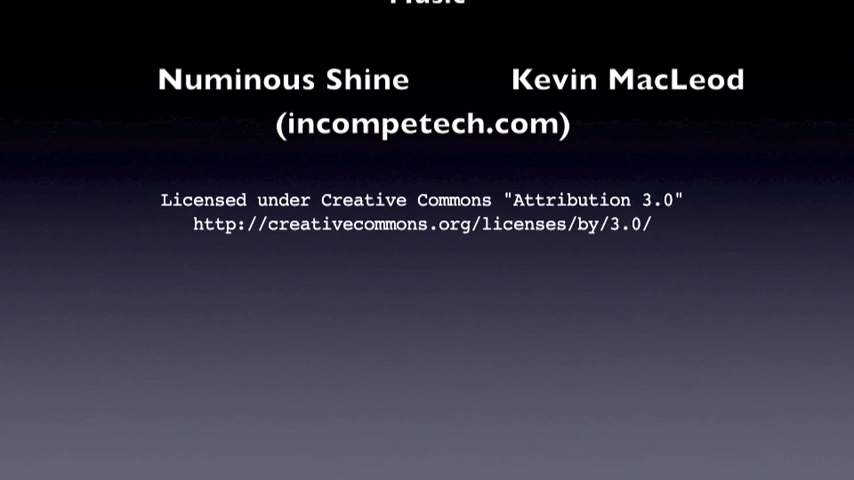 Music
Numinous Shine Kevin MacLeod
(incompetech.com)
Licensed under Creative Commons "Attribution 3.0"
http://creativecommons.org/licenses/by/3.0/